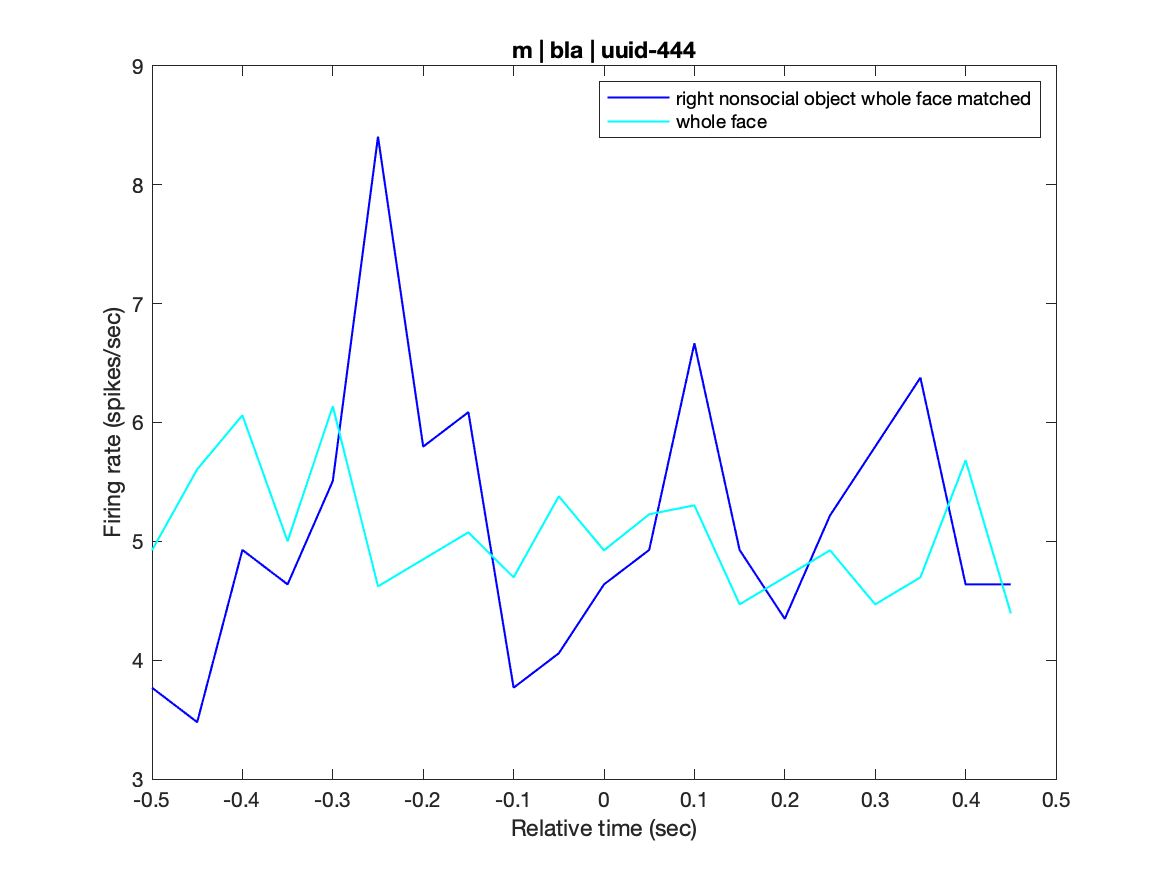 m | bla | uuid-444
right nonsocial object whole face matched
whole face
9
8
7
6
5
4
3
Firing rate (spikes/sec)
-0.5 -0.4 -0.3 -0.2 -0.1 0 0.1 0.2 0.3 0.4 0.5
Relative time (sec)